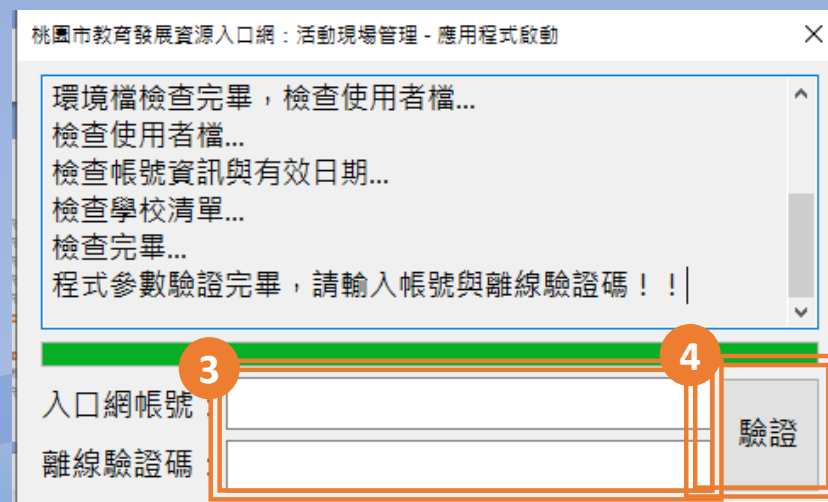 桃園市教育發展資源入口網：活動現場管理 - 應用程式啟動
環境檔檢查完畢，檢查使用者檔...
檢查使用者檔...
檢查帳號資訊與有效日期...
檢查學校清單...
檢查完畢...
程式參數驗證完畢，請輸入帳號與離線驗證碼！！
3
4
入口網帳號：
離線驗證碼：
驗證